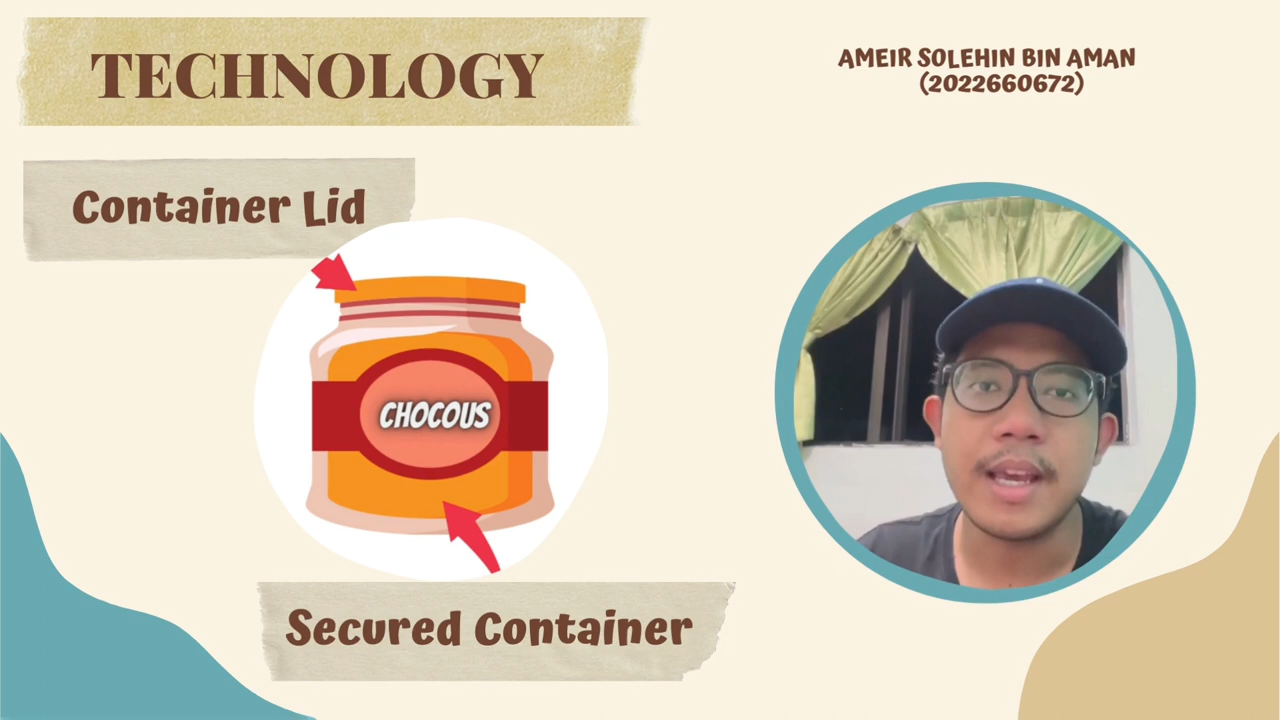 TECHNOLOGY
AMEIR SOLEHIN BIN AMAN
(2022660672)
Container Lid
CHOCOUS
Secured Container